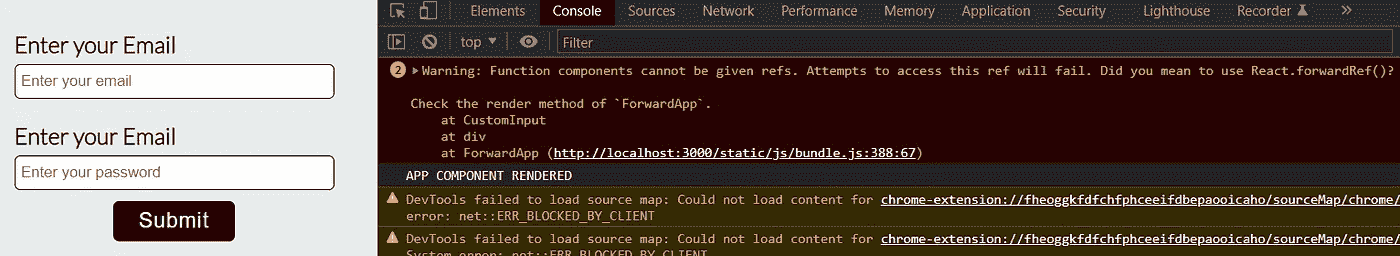 Enter your Email
Enter your email
Enter your Email
Enter your password
Submit
Elements Console Sources Network Performance Memory Application Security Lighthouse Recorder
top Filter
2 Warning: Function components cannot be given refs. Attempts to access this ref will fail. Did you mean to use React.forwardRef()?
Check the render method of `ForwardApp`.
at CustomInput
at div
at ForwardApp (http://localhost:3000/static/js/bundle.js:388:67)
APP COMPONENT RENDERED
DevTools failed to load source map: Could not load content for chrome-extension://fheoggkfdfchfphceeifdbepaooicaho/sourceMap/chrome/
error: net::ERR_BLOCKED_BY_CLIENT
DevTools failed to load source map: Could not load content for chrome-extension://fheoggkfdfchfphceeifdbepaooicaho/sourceMap/chrome/
System error: net::ERR_BLOCKED_BY_CLIENT